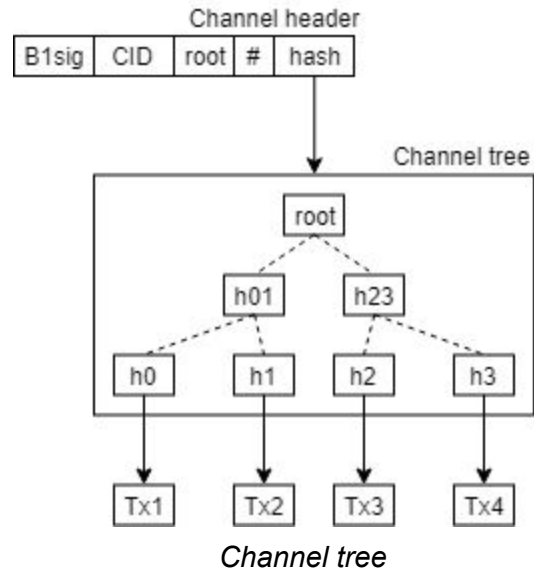 Channel header
B1sig CID root # hash
Channel tree
root
h01 h23
h0 h1 h2 h3
Tx1 Tx2 Tx3 Tx4
Channel tree